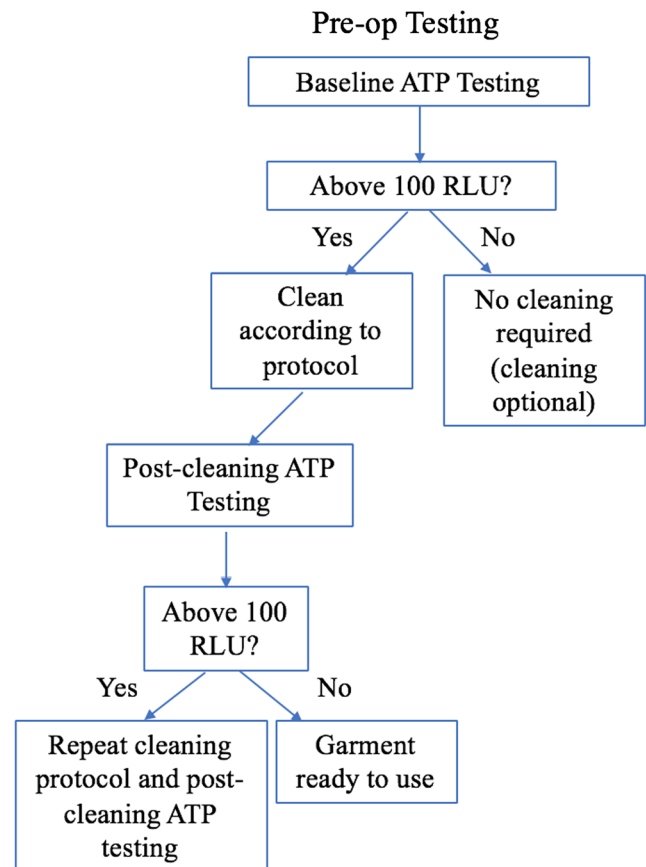 Pre-op Testing
Baseline ATP Testing
Above 100 RLU?
Yes
No
Clean
according to
protocol
No cleaning
required
(cleaning
optional)
Post-cleaning ATP
Testing
Above 100
RLU?
Yes
No
Repeat cleaning
protocol and post-
cleaning ATP
testing
Garment
ready to use